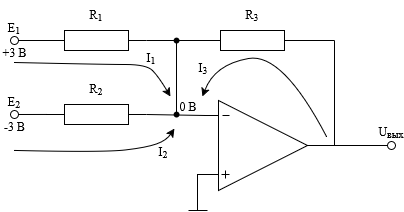 E1 R1 R3
+3 В
I1 I3
E2 R2
-3 В 0 В −
I2 Uвых
+